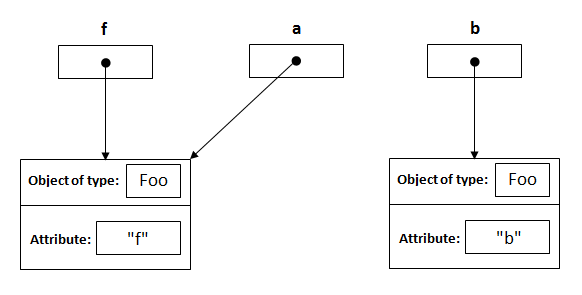 f a b
Object of type: Foo Object of type: Foo
Attribute: "f" Attribute: "b"